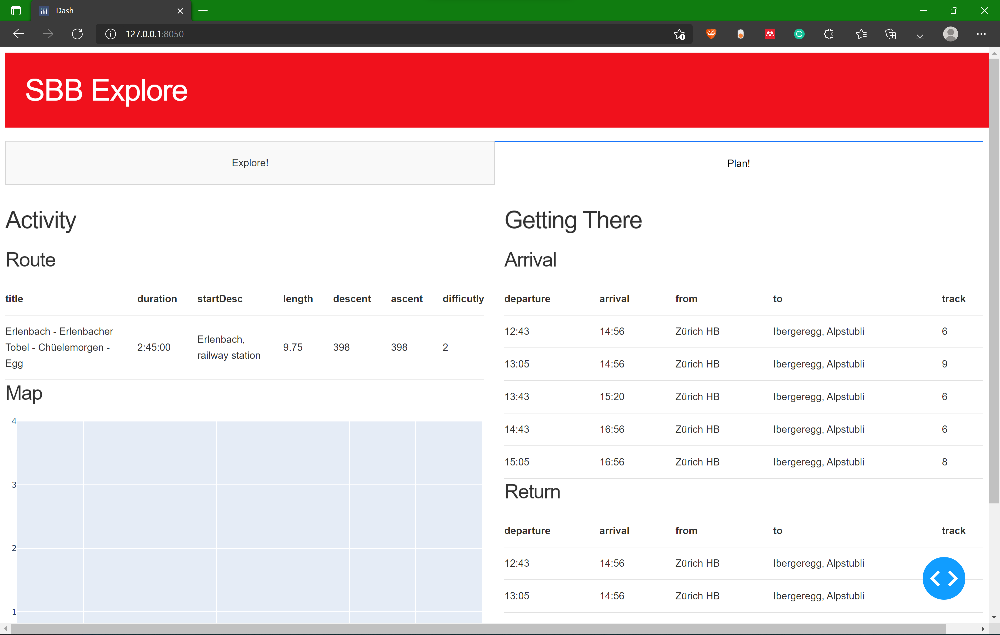 Dash
127.0.0.1:8050
SBB Explore
Explore!
Plan!
Activity
Route
title duration startDesc length descent ascent difficutly
Erlenbach - Erlenbacher
Tobel - Chüelemorgen -
Egg
2:45:00
Erlenbach,
railway station
9.75 398 398 2
Map
4
3
2
1
Getting There
Arrival
departure arrival from to track
12:43 14:56 Zürich HB Ibergeregg, Alpstubli 6
13:05 14:56 Zürich HB Ibergeregg, Alpstubli 9
13:43 15:20 Zürich HB Ibergeregg, Alpstubli 6
14:43 16:56 Zürich HB Ibergeregg, Alpstubli 6
15:05 16:56 Zürich HB Ibergeregg, Alpstubli 8
Return
departure arrival from to track
12:43 14:56 Zürich HB Ibergeregg, Alpstubli
13:05 14:56 Zürich HB Ibergeregg, Alpstubli